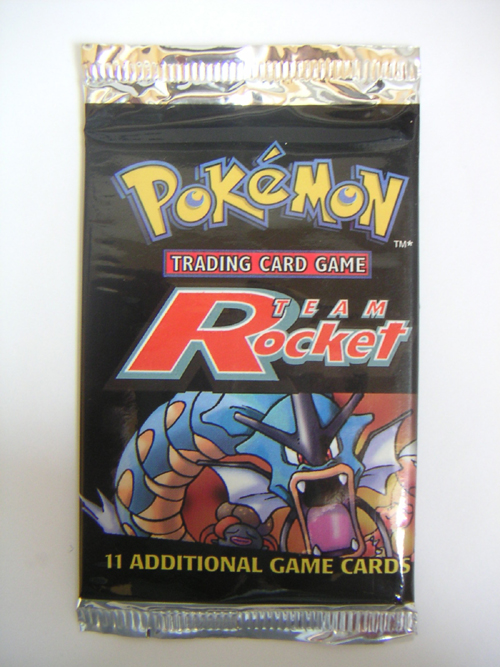 POKéMON
TM*
TRADING CARD GAME
TEAM
Rocket
11 ADDITIONAL GAME CARDS